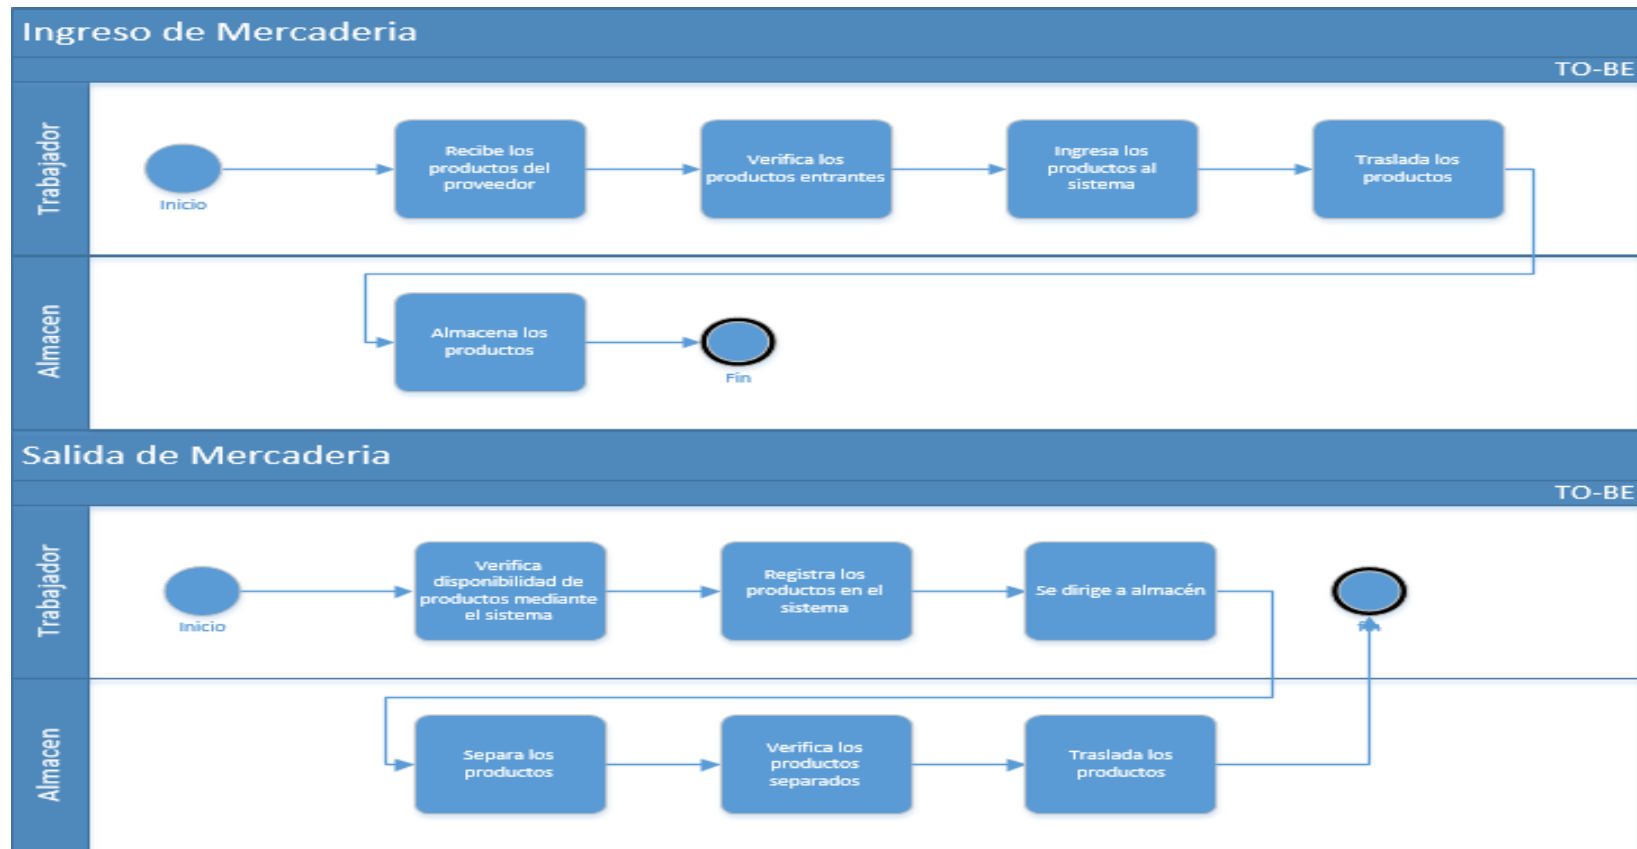 Ingreso de Mercaderia
TO-BE
Trabajador
Inicio
Recibe los
productos del
proveedor
Verifica los
productos entrantes
Ingresa los
productos al
sistema
Traslada los
productos
Almacen
Almacena los
productos
Fin
Salida de Mercaderia
TO-BE
Trabajador
Inicio
Verifica
disponibilidad de
productos mediante
el sistema
Registra los
productos en el
sistema
Se dirige a almacén
Almacen
Separa los
productos
Verifica los
productos
separados
Traslada los
productos